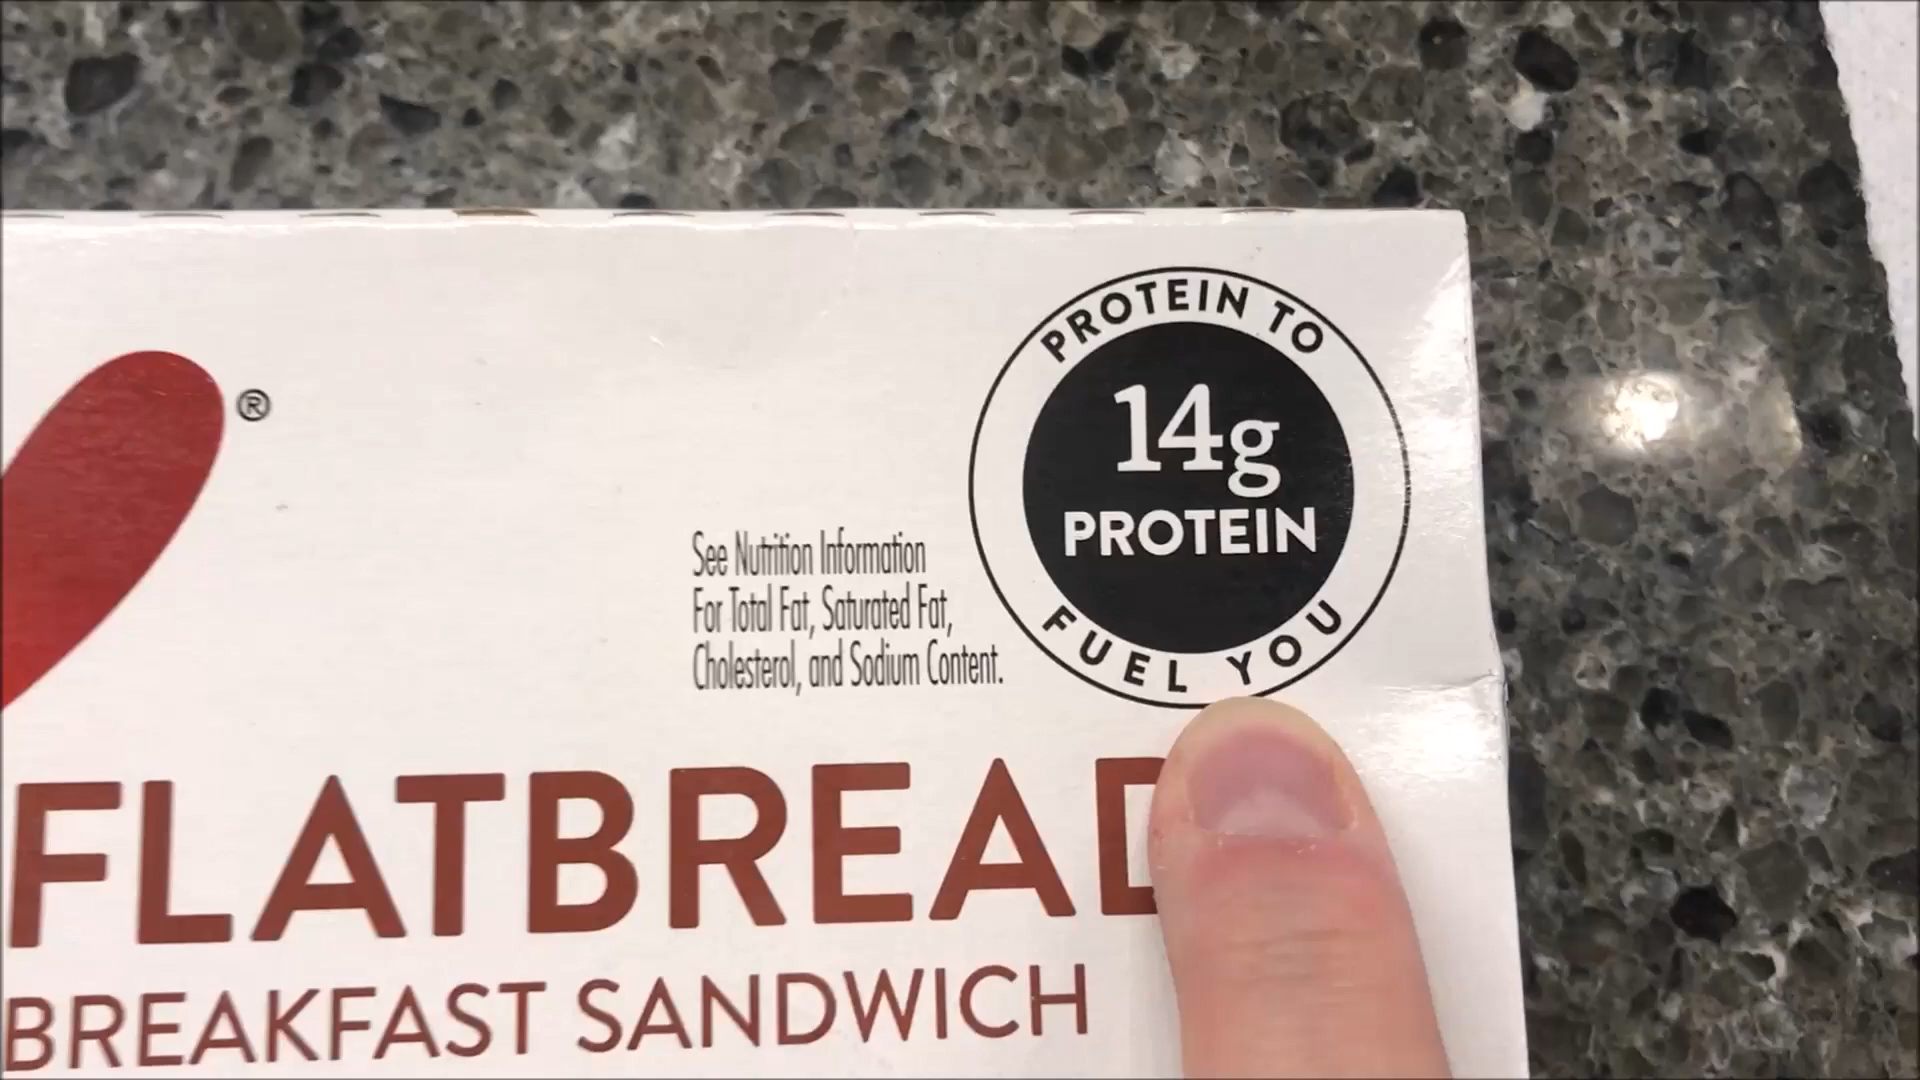 PROTEIN TO
14g
PROTEIN
FUEL YOU
®
See Nutrition Information
For Total Fat, Saturated Fat,
Cholesterol, and Sodium Content.
FLATBREAD
BREAKFAST SANDWICH